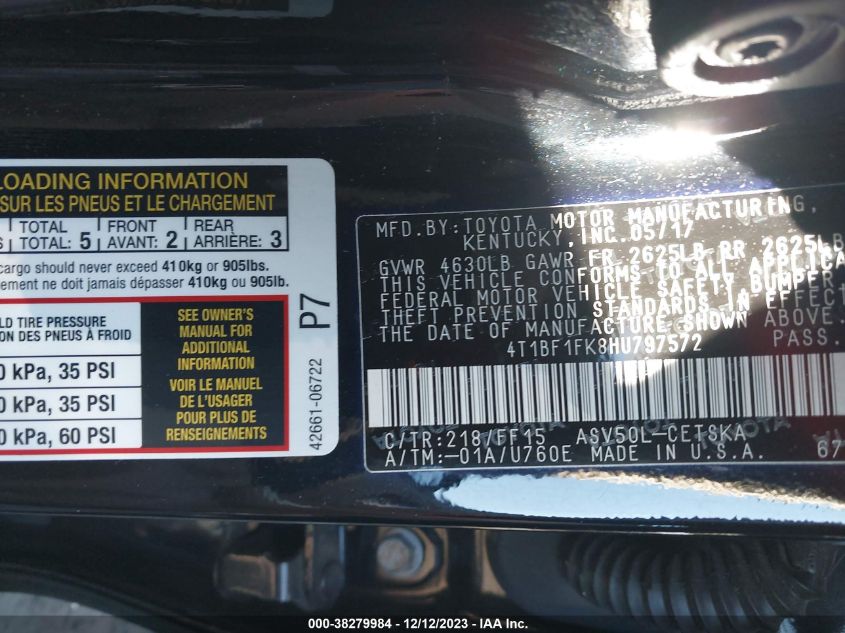 LOADING INFORMATION
SUR LES PNEUS ET LE CHARGEMENT
TOTAL FRONT REAR
TOTAL: 5 AVANT: 2 ARRIÈRE: 3
cargo should never exceed 410kg or 905lbs.
ement ne doit jamais dépasser 410kg ou 905lb.
LD TIRE PRESSURE
ON DES PNEUS À FROID
0 kPa, 35 PSI
0 kPa, 35 PSI
0 kPa, 60 PSI
SEE OWNER'S
MANUAL FOR
ADDITIONAL
INFORMATION
VOIR LE MANUEL
DE L'USAGER
POUR PLUS DE
RENSEIGNEMENTS
P7
42661-06722
MFD. BY: TOYOTA MOTOR MANUFACTURING,
KENTUCKY, INC. 05/17
GVWR 4630LB GAWR FR 2625LB RR 2625LB
THIS VEHICLE CONFORMS TO ALL APPLICA
FEDERAL MOTOR VEHICLE SAFETY, BUMPER,
THEFT PREVENTION STANDARDS IN EFFECT
THE DATE OF MANUFACTURE SHOWN ABOVE.
4T1BF1FK8HU797572 PASS.
C/TR: 218/FF15 ASV50L-CETSKA
A/TM: -01A/U760E MADE IN U.S.A. 67
000-38279984 - 12/12/2023 - IAA Inc.